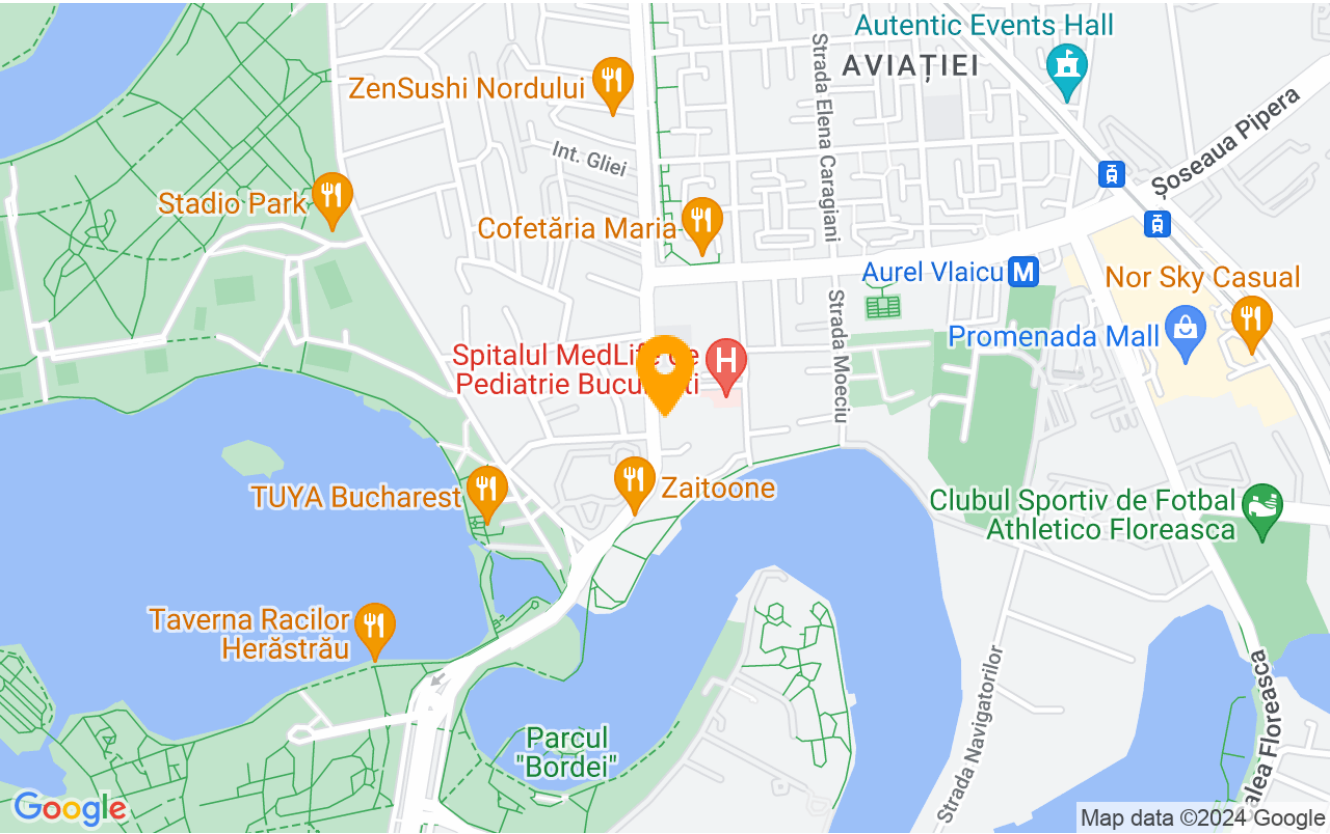 Autentic Events Hall
AVIAȚIEI
Strada Elena Caragiani
ZenSushi Nordului
Șoseaua Pipera
Int. Gliei
Stadio Park
Cofetăria Maria
Aurel Vlaicu M
Nor Sky Casual
Strada Moeciu
Promenada Mall
Spitalul MedLife de
Pediatrie București
H
TUYA Bucharest
Zaitoone
Clubul Sportiv de Fotbal
Athletico Floreasca
Taverna Racilor
Herăstrău
Strada Navigatorilor
alea Floreasca
Parcul
"Bordei"
Google
Map data ©2024 Google